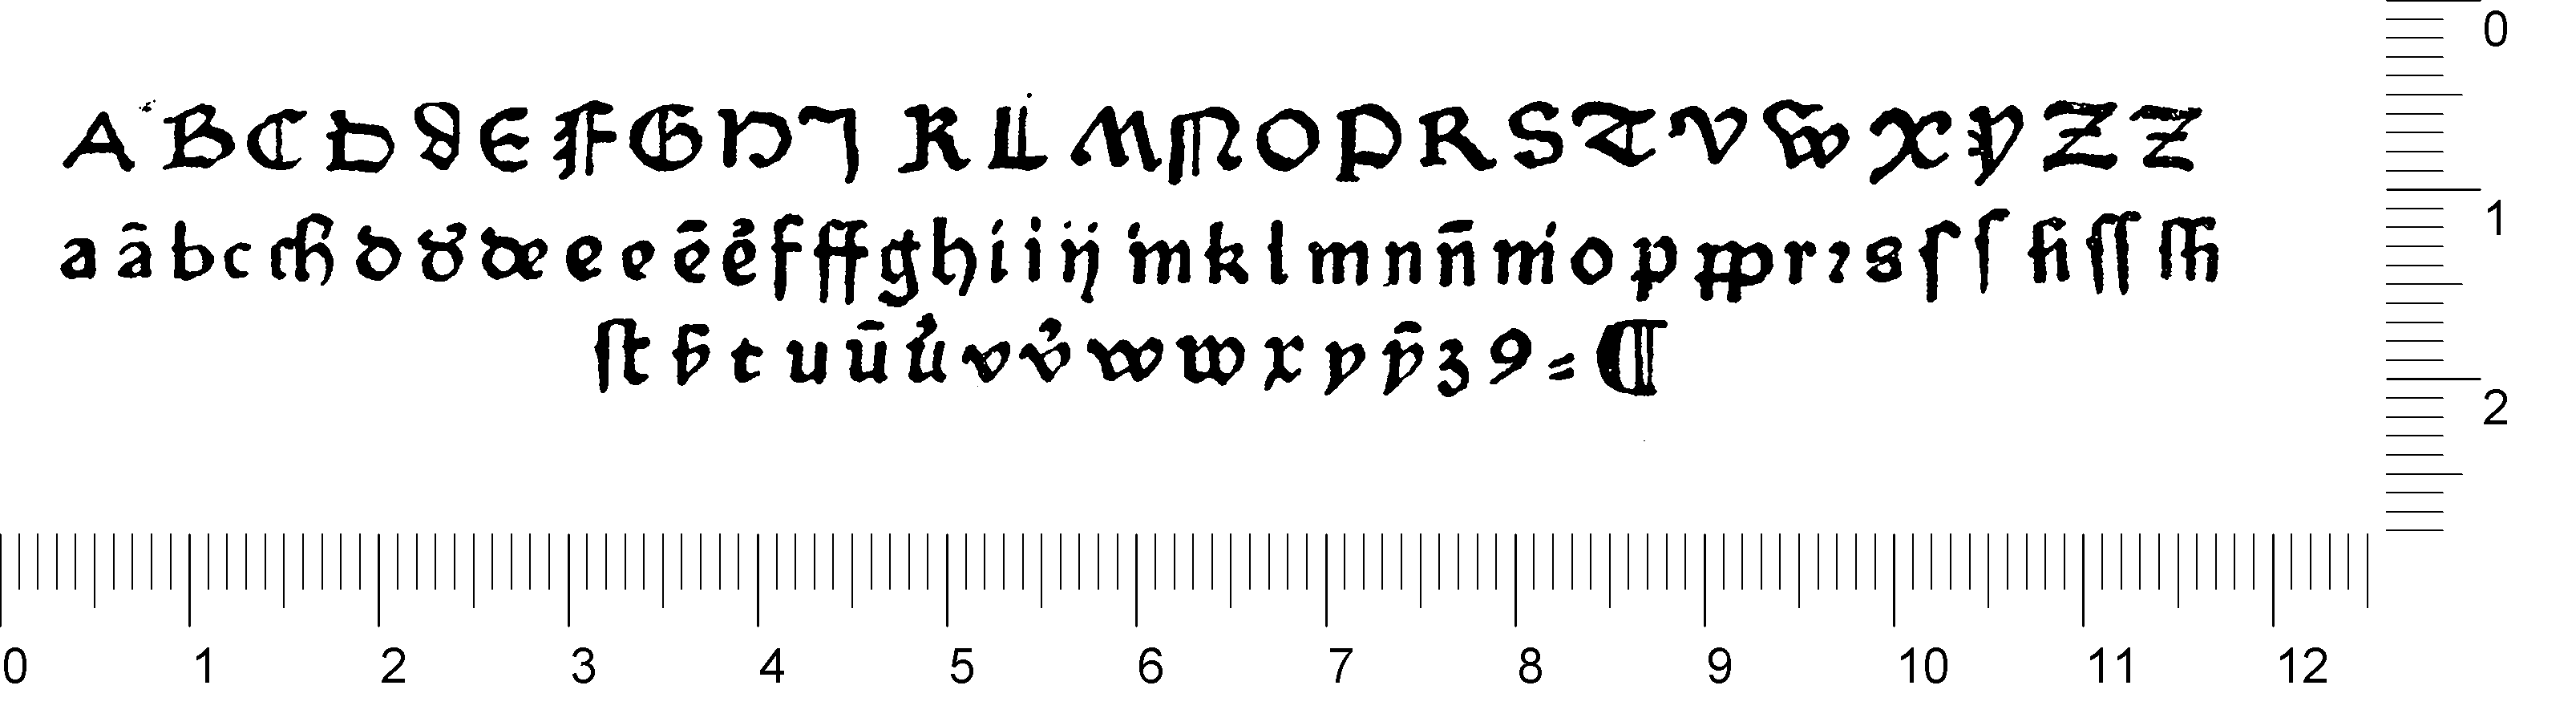 A B C D D E F G H I K L M N O P R S T V W X Y Z Z
a ā b c ch d d᷒ de e e ē e͛ f ff g h i i ij in k l m n n̄ ni o p pp r ꝛ s ſ ſ ſi ſſ ſſi
ſt ß t u ū uͦ v vͦ w w x y ȳ z 9 = ¶
0
1
2
0 1 2 3 4 5 6 7 8 9 10 11 12